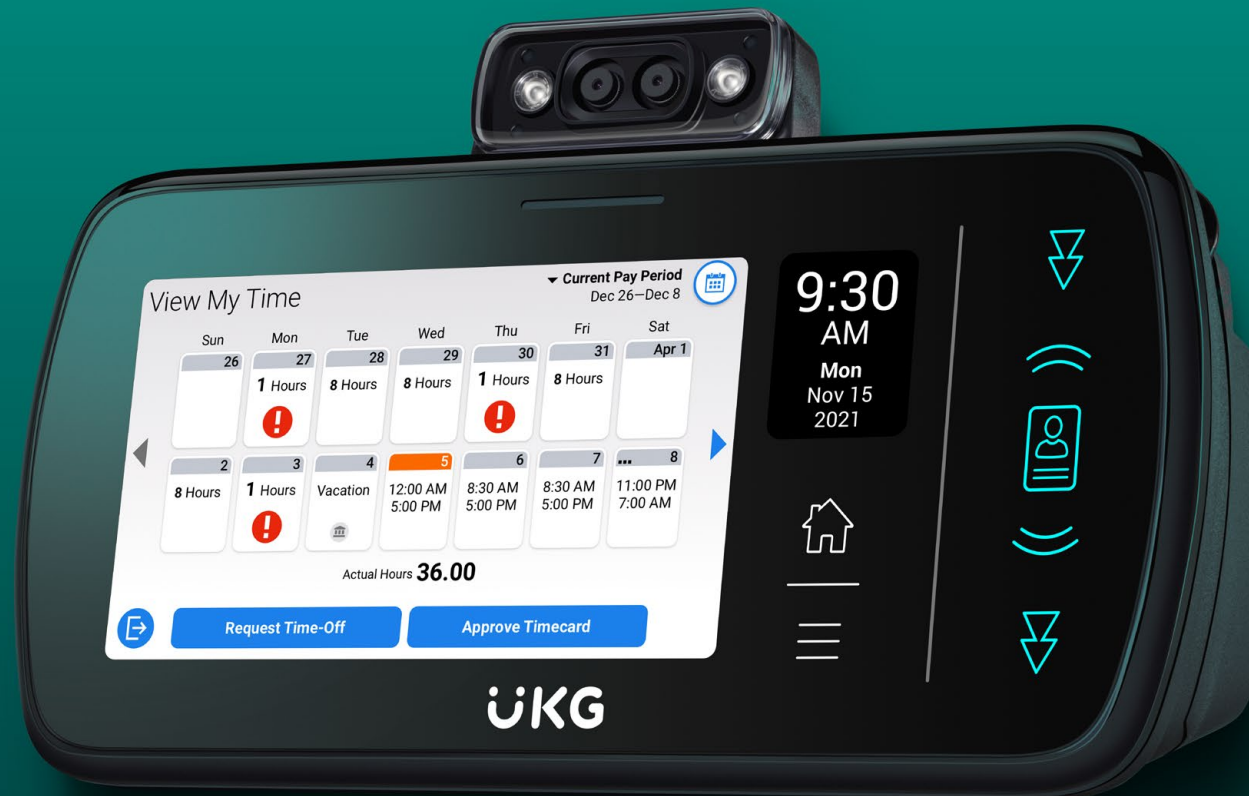 View My Time
Current Pay Period
Dec 26—Dec 8
Sun Mon Tue Wed Thu Fri Sat
26 27 28 29 30 31 Apr 1
1 Hours 8 Hours 8 Hours 1 Hours 8 Hours
! !
2 3 4 5 6 7 ... 8
8 Hours 1 Hours Vacation 12:00 AM 8:30 AM 8:30 AM 11:00 PM
5:00 PM 5:00 PM 5:00 PM 7:00 AM
!
Actual Hours 36.00
Request Time-Off Approve Timecard
9:30
AM
Mon
Nov 15
2021
UKG